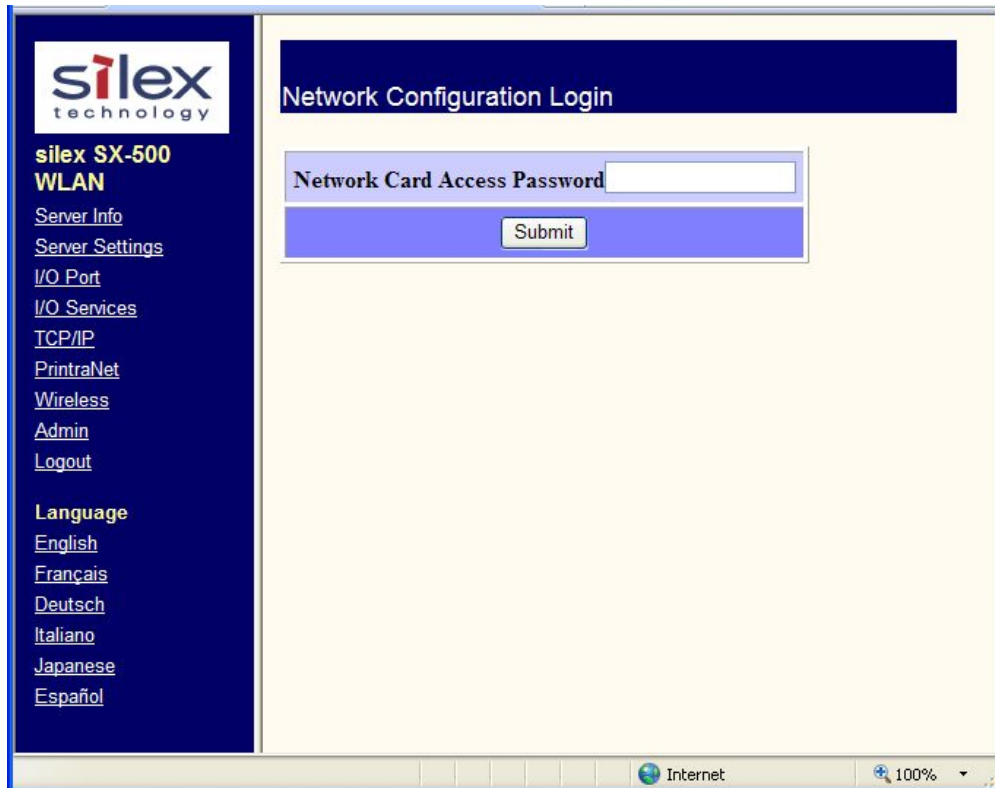 silex
technology
silex SX-500
WLAN
Server Info
Server Settings
I/O Port
I/O Services
TCP/IP
PrintraNet
Wireless
Admin
Logout
Language
English
Français
Deutsch
Italiano
Japanese
Español
Network Configuration Login
Network Card Access Password
Submit
Internet
100%